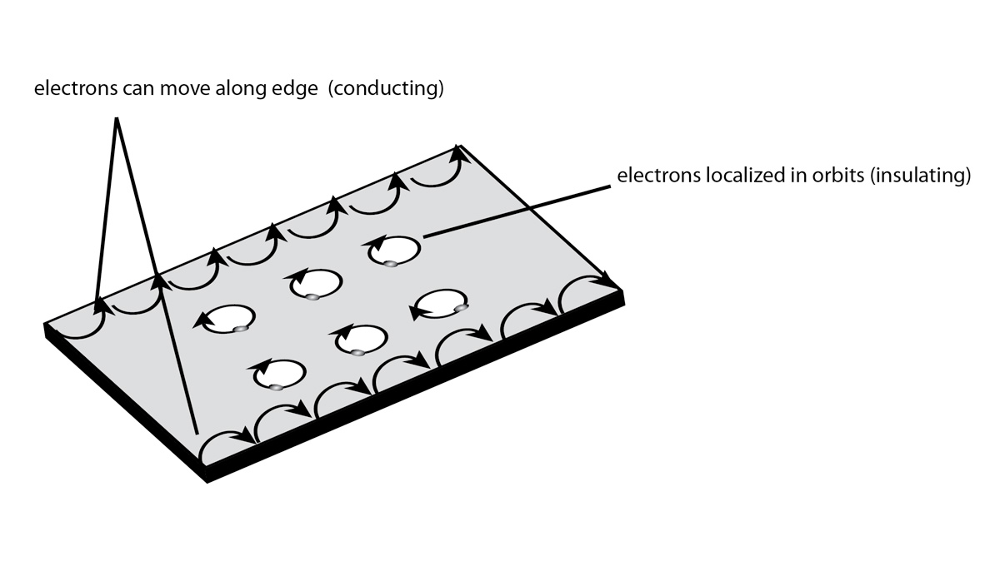 electrons can move along edge  (conducting)
electrons localized in orbits (insulating)